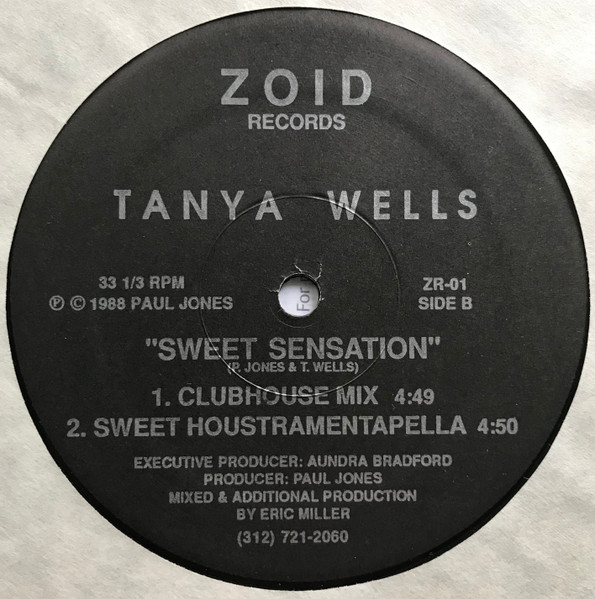 ZOID
RECORDS
TANYA WELLS
33 1/3 RPM
℗ © 1988 PAUL JONES
For
ZR-01
SIDE B
"SWEET SENSATION"
(P. JONES & T. WELLS)
1. CLUBHOUSE MIX 4:49
2. SWEET HOUSTRAMENTAPELLA 4:50
EXECUTIVE PRODUCER: AUNDRA BRADFORD
PRODUCER: PAUL JONES
MIXED & ADDITIONAL PRODUCTION
BY ERIC MILLER
(312) 721-2060